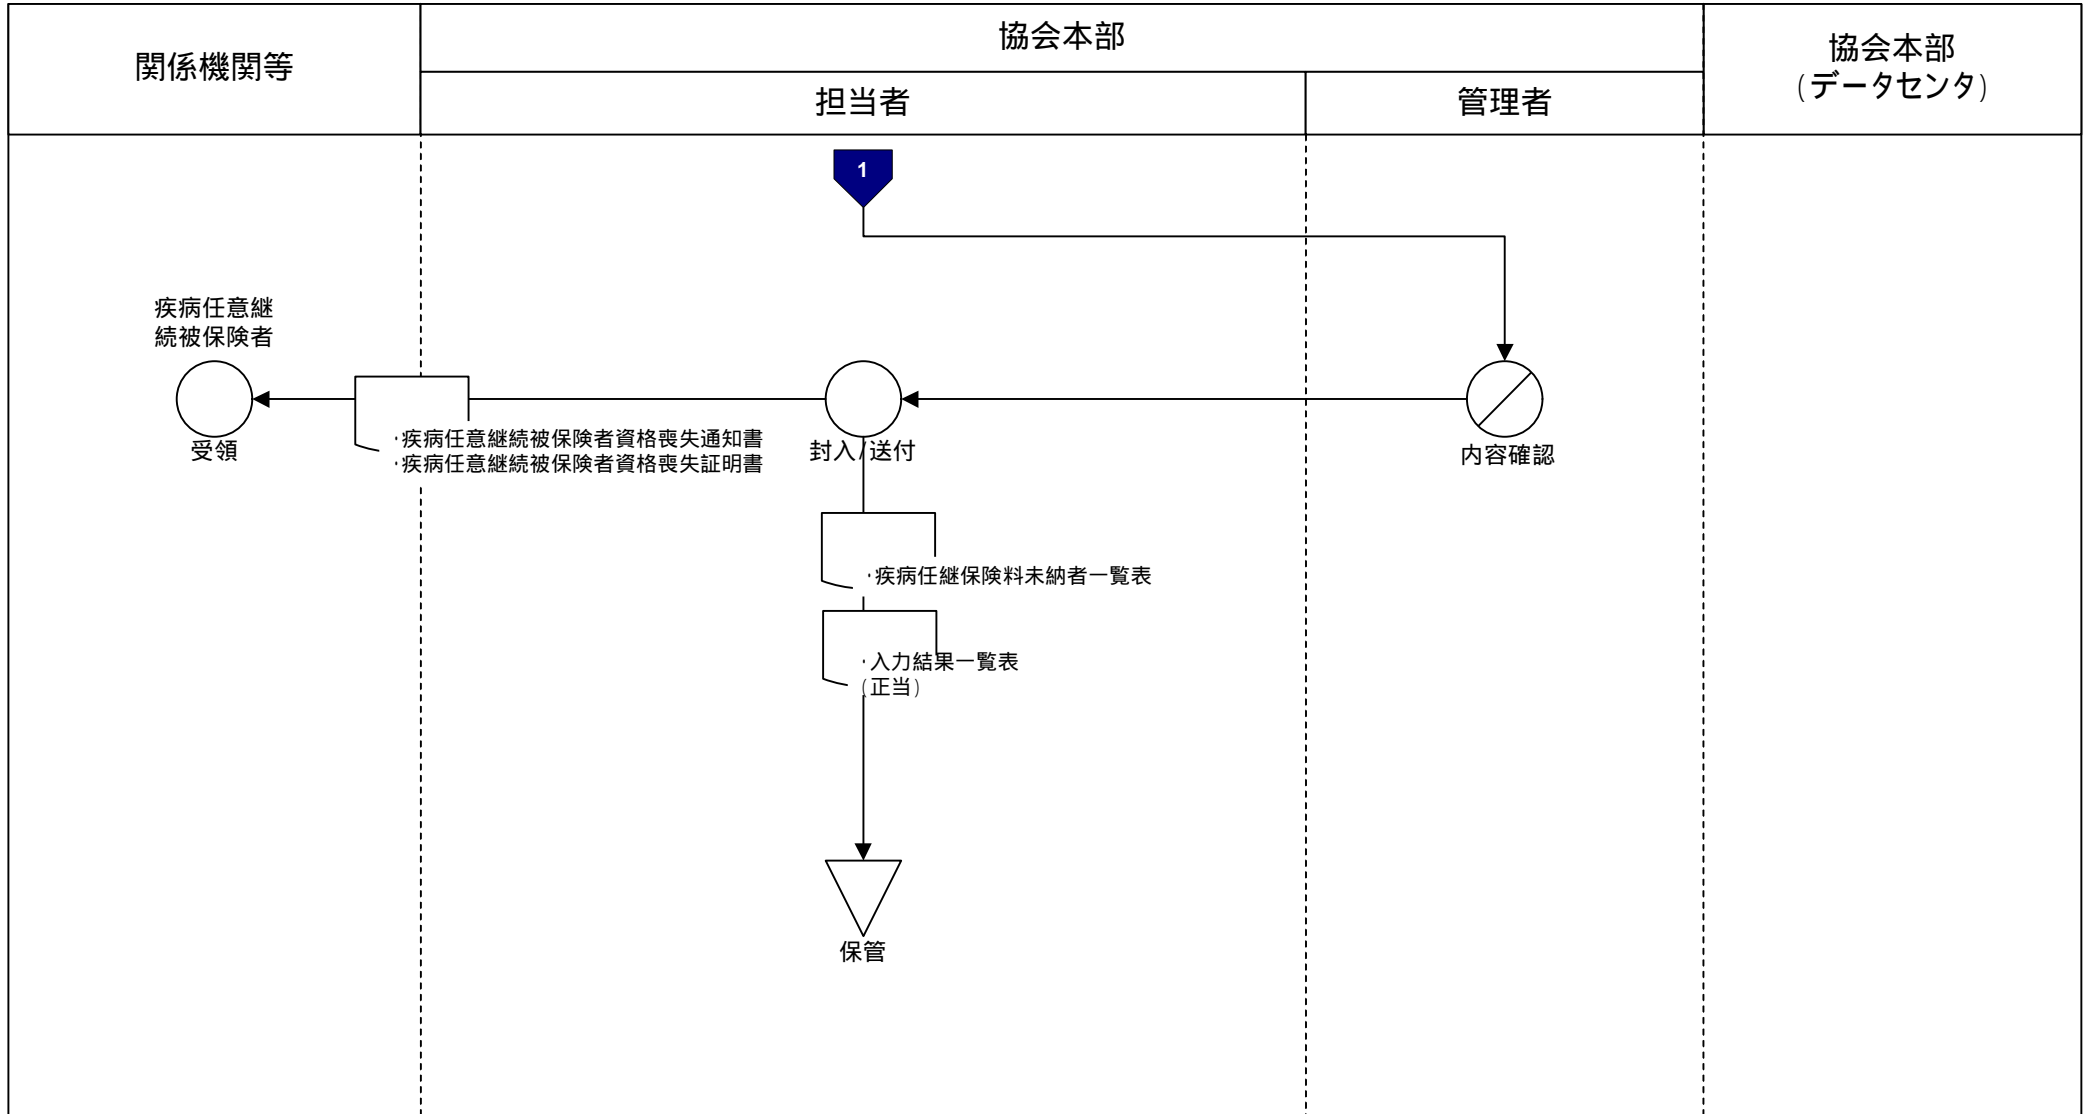 関係機関等
協会本部
担当者
管理者
協会本部
(データセンタ)
1
疾病任意継
続被保険者
受領
・疾病任意継続被保険者資格喪失通知書
・疾病任意継続被保険者資格喪失証明書
封入/送付
内容確認
・疾病任継保険料未納者一覧表
・入力結果一覧表
(正当)
保管